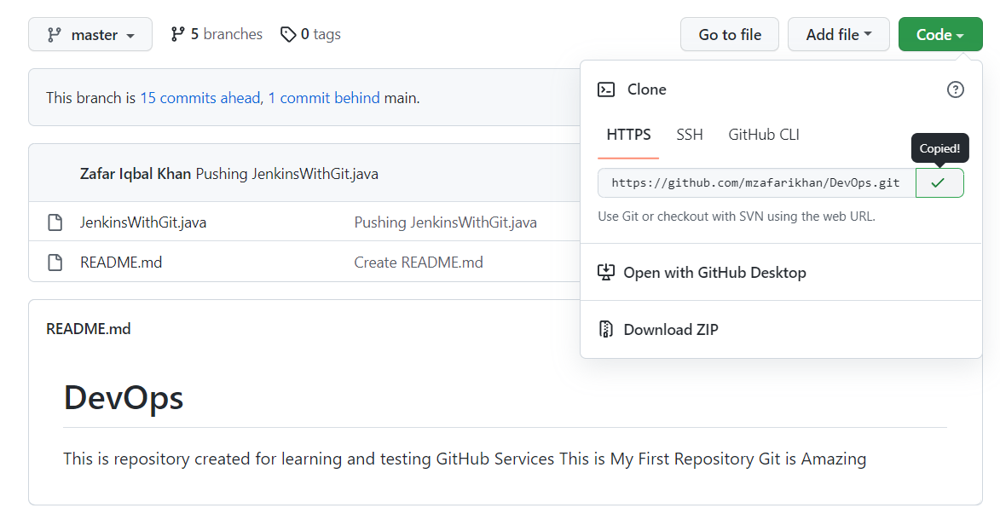 master 5 branches 0 tags Go to file Add file Code
This branch is 15 commits ahead, 1 commit behind main.
Zafar Iqbal Khan Pushing JenkinsWithGit.java
JenkinsWithGit.java Pushing JenkinsWithGit.java
README.md Create README.md
Clone
HTTPS SSH GitHub CLI
Copied!
https://github.com/mzafarikhan/DevOps.git
Use Git or checkout with SVN using the web URL.
Open with GitHub Desktop
Download ZIP
README.md
DevOps
This is repository created for learning and testing GitHub Services This is My First Repository Git is Amazing